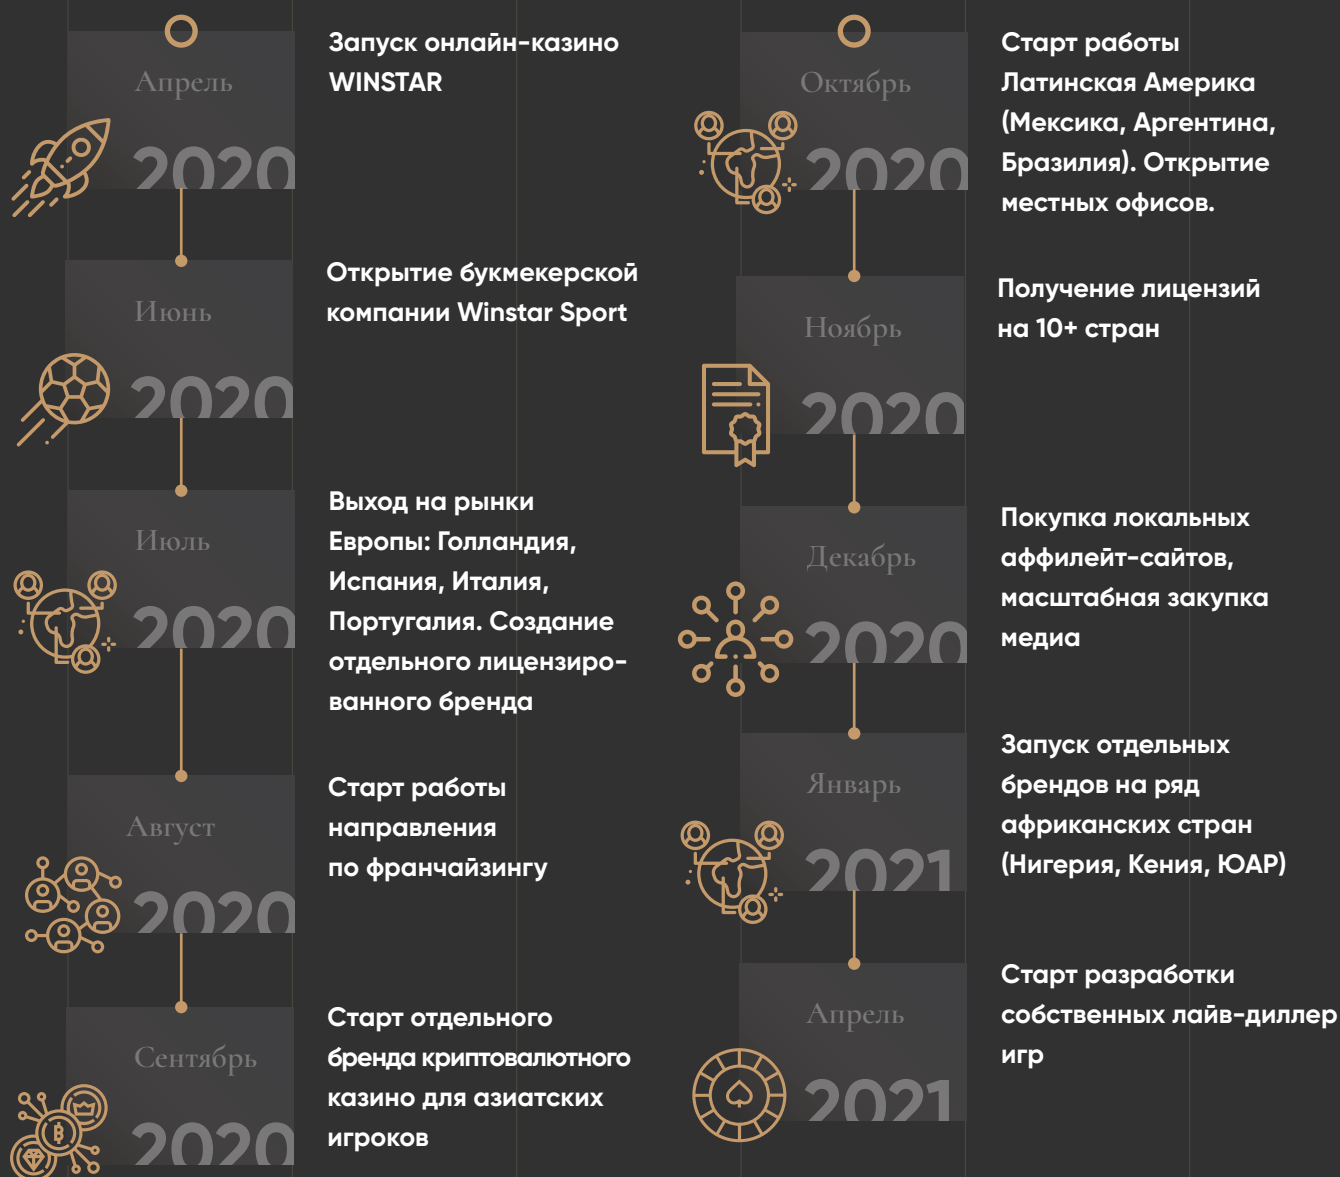 Апрель
2020
Запуск онлайн-казино
WINSTAR
Июнь
2020
Открытие букмекерской
компании Winstar Sport
Июль
2020
Выход на рынки
Европы: Голландия,
Испания, Италия,
Португалия. Создание
отдельного лицензиро-
ванного бренда
Август
2020
Старт работы
направления
по франчайзингу
Сентябрь
2020
Старт отдельного
бренда криптовалютного
казино для азиатских
игроков
Октябрь
2020
Старт работы
Латинская Америка
(Мексика, Аргентина,
Бразилия). Открытие
местных офисов.
Ноябрь
2020
Получение лицензий
на 10+ стран
Декабрь
2020
Покупка локальных
аффилейт-сайтов,
масштабная закупка
медиа
Январь
2021
Запуск отдельных
брендов на ряд
африканских стран
(Нигерия, Кения, ЮАР)
Апрель
2021
Старт разработки
собственных лайв-диллер
игр